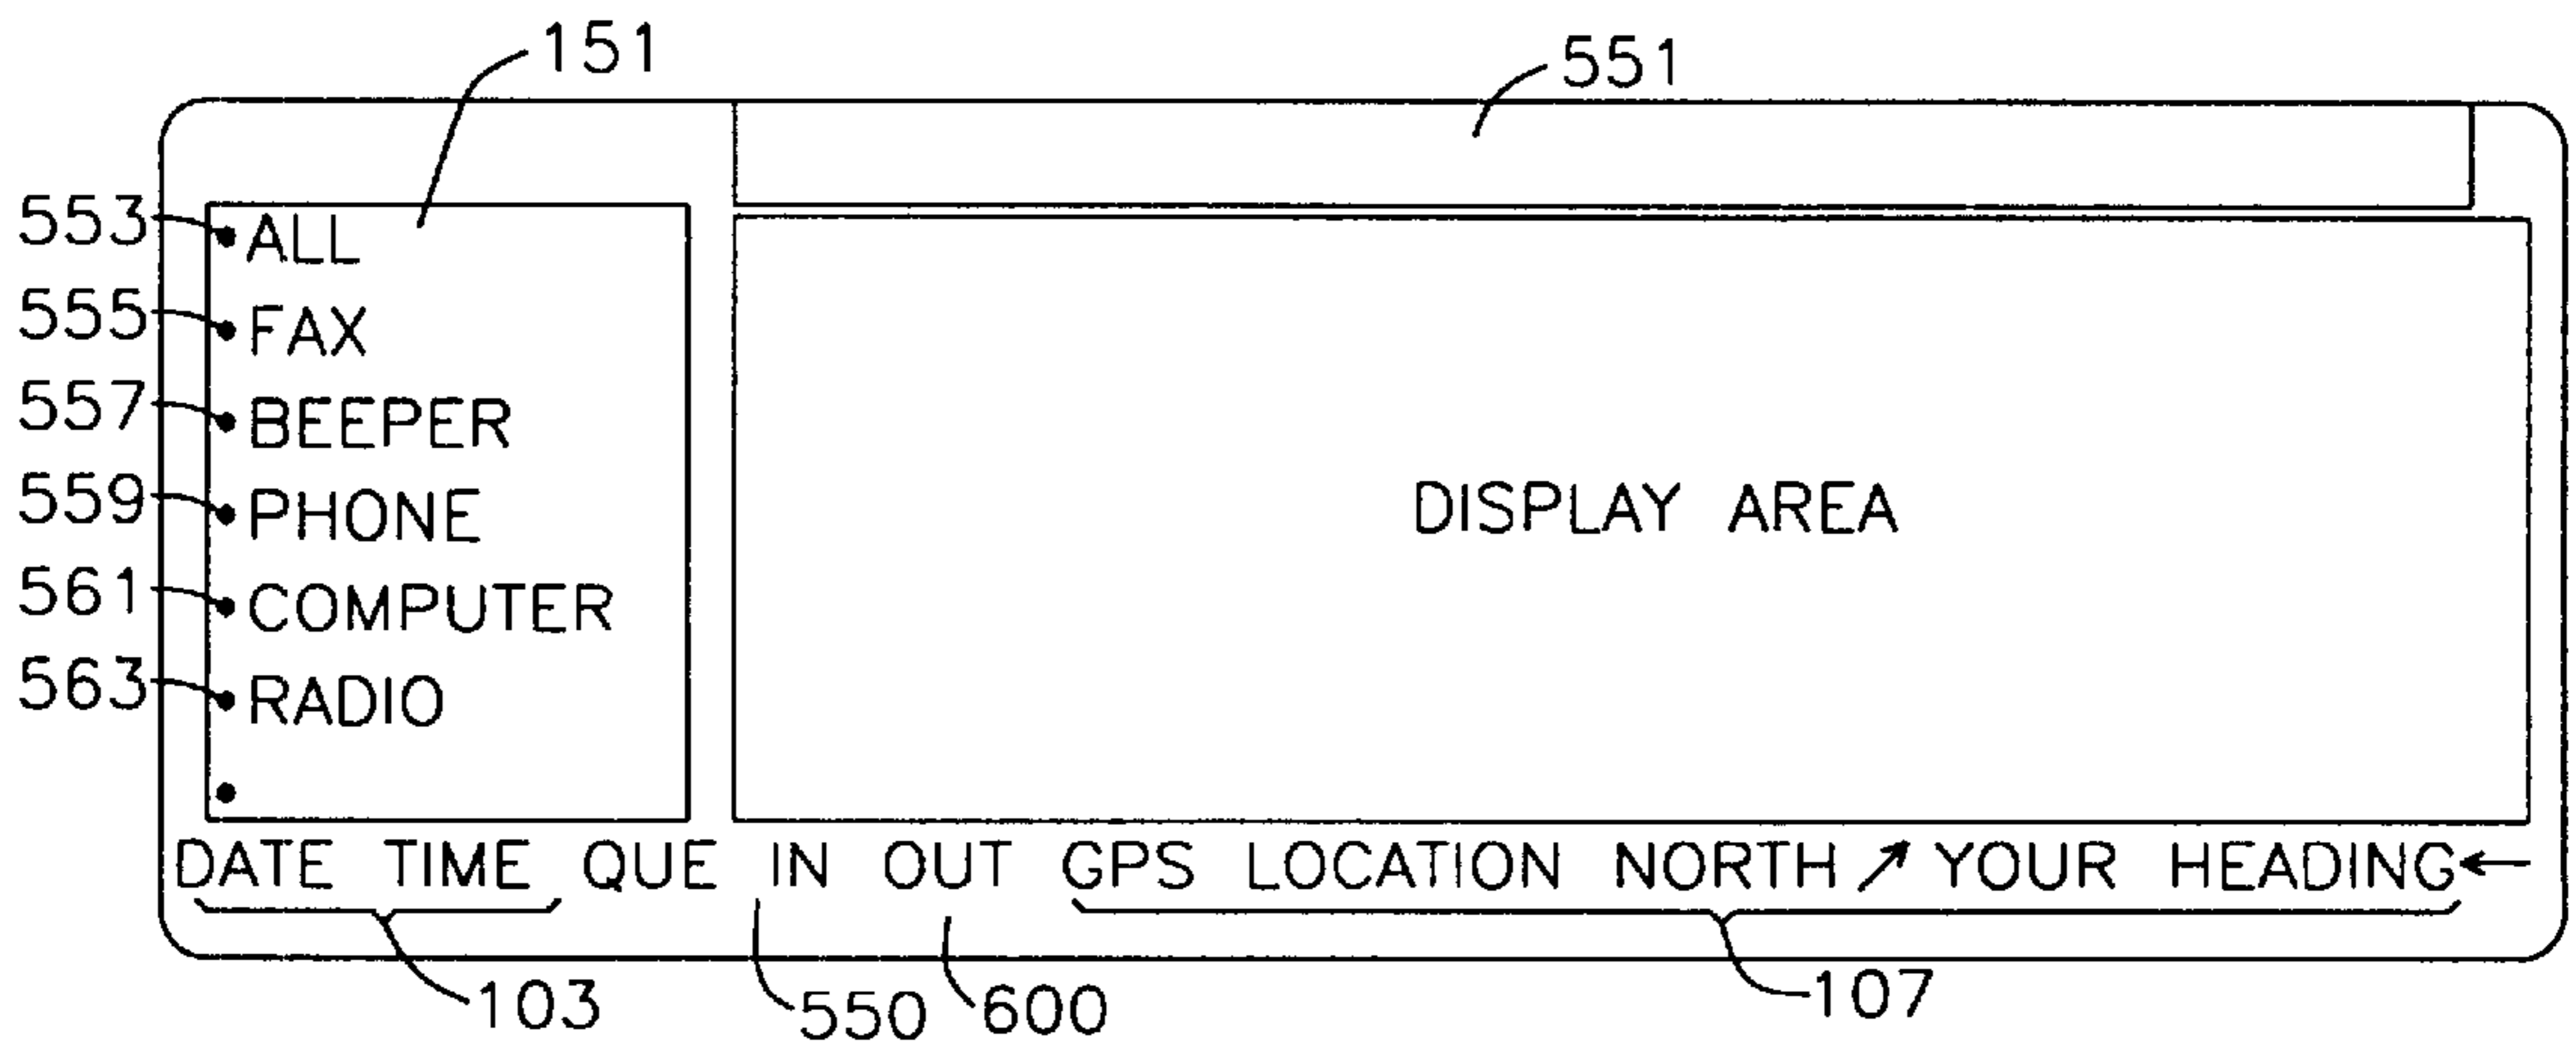 151
551
553 ALL
555 FAX
557 BEEPER
559 PHONE
561 COMPUTER
563 RADIO
DISPLAY AREA
DATE TIME QUE IN OUT GPS LOCATION NORTH ↗ YOUR HEADING ←
103 550 600 107